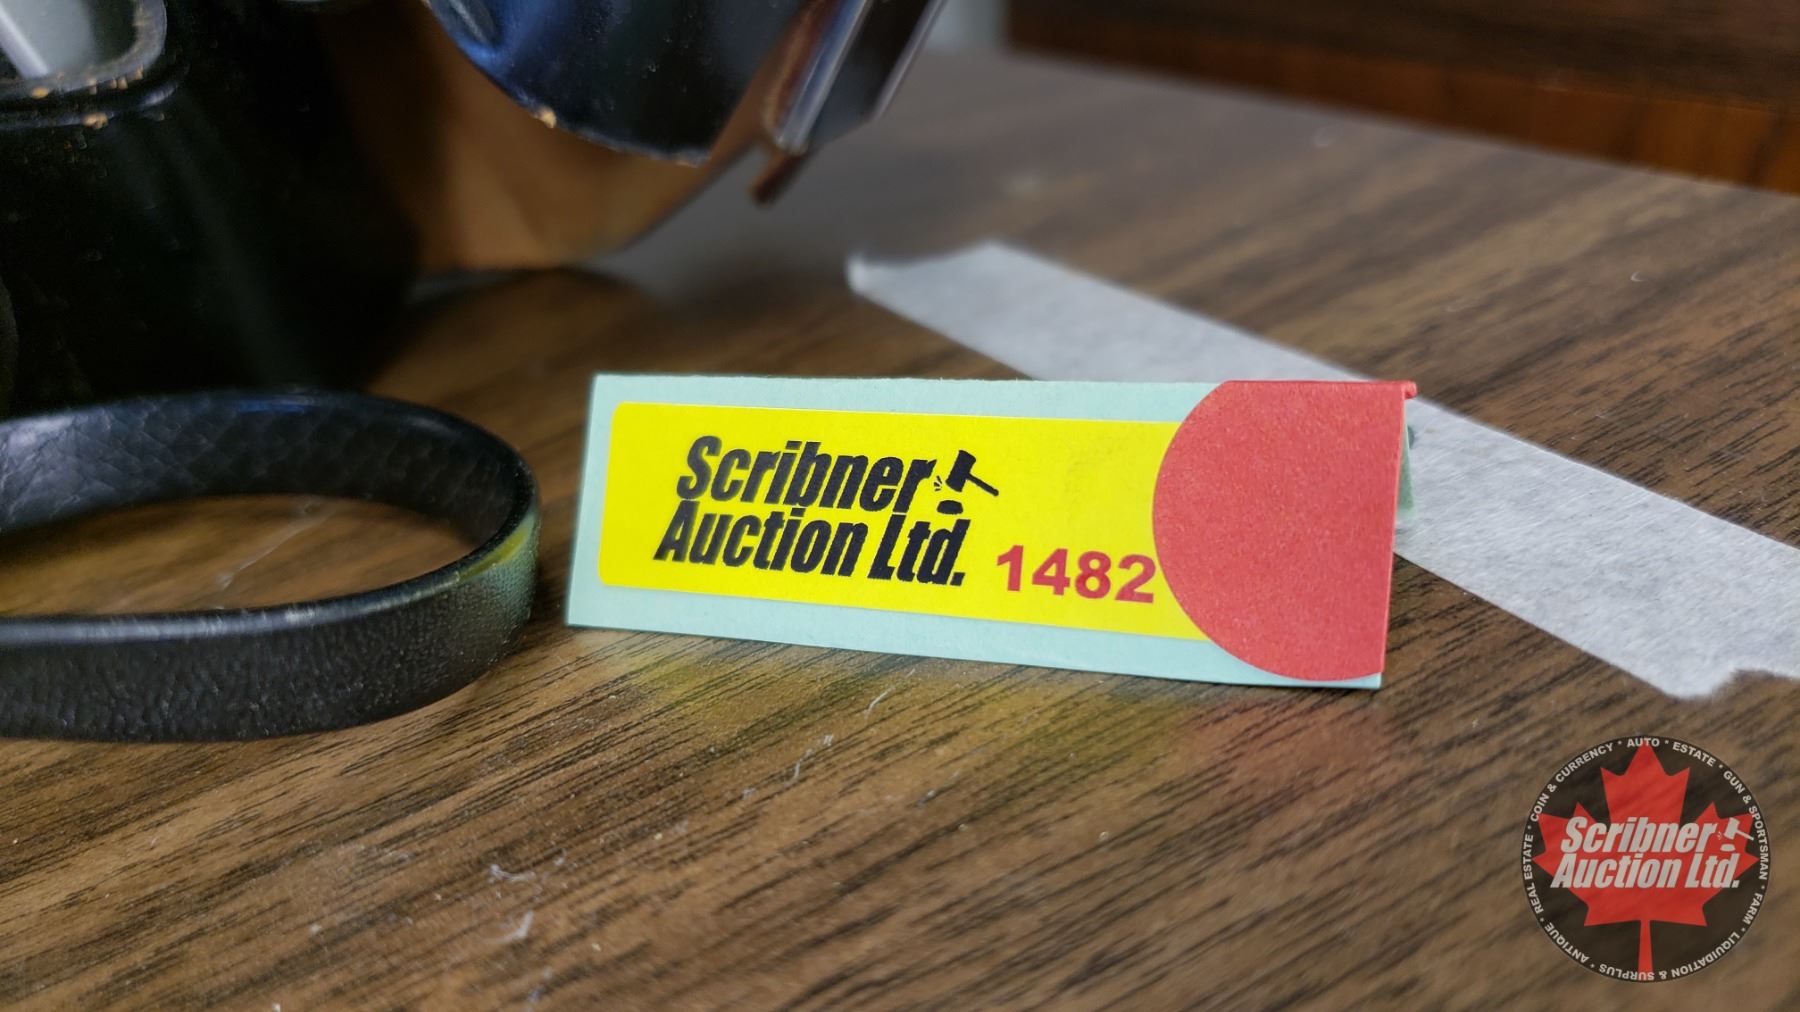 Scribner
Auction Ltd.
1482
REAL ESTATE * COIN & CURRENCY * AUTO * ESTATE * GUN & SPORTSMAN * FARM * LIQUIDATION & SURPLUS * ANTIQUE *
Scribner
Auction Ltd.